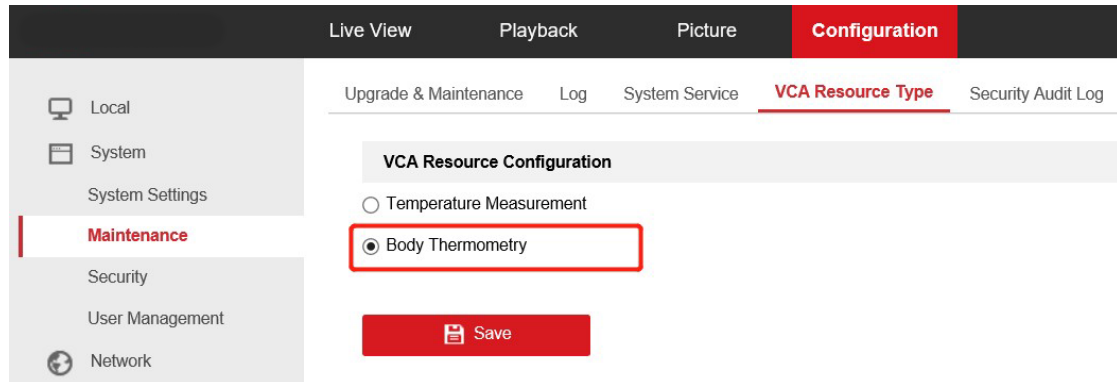 Live View Playback Picture Configuration
Upgrade & Maintenance Log System Service VCA Resource Type Security Audit Log
Local
System
System Settings
Maintenance
Security
User Management
Network
VCA Resource Configuration
Temperature Measurement
Body Thermometry
Save